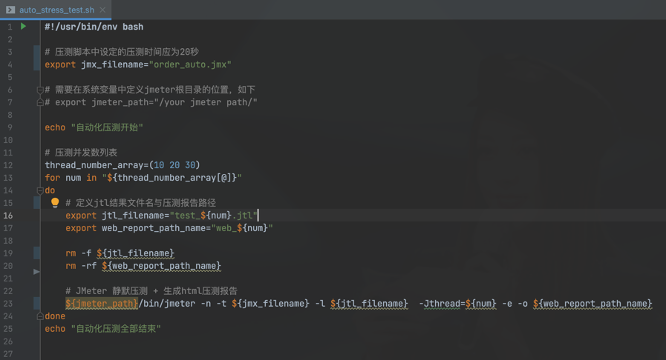 auto_stress_test.sh
1 #!/usr/bin/env bash
2
3 # 压测脚本中设定的压测时间应为20秒
4 export jmx_filename="order_auto.jmx"
5
6 # 需要在系统变量中定义jmeter根目录的位置，如下
7 # export jmeter_path="/your jmeter path/"
8
9 echo "自动化压测开始"
10
11 # 压测并发数列表
12 thread_number_array=(10 20 30)
13 for num in "${thread_number_array[@]}"
14 do
15 # 定义jtl结果文件名与压测报告路径
16 export jtl_filename="test_${num}.jtl"
17 export web_report_path_name="web_${num}"
18
19 rm -f ${jtl_filename}
20 rm -rf ${web_report_path_name}
21
22 # JMeter 静默压测 + 生成html压测报告
23 ${jmeter_path}/bin/jmeter -n -t ${jmx_filename} -l ${jtl_filename}  -Jthread=${num} -e -o ${web_report_path_name}
24 done
25 echo "自动化压测全部结束"
26
27